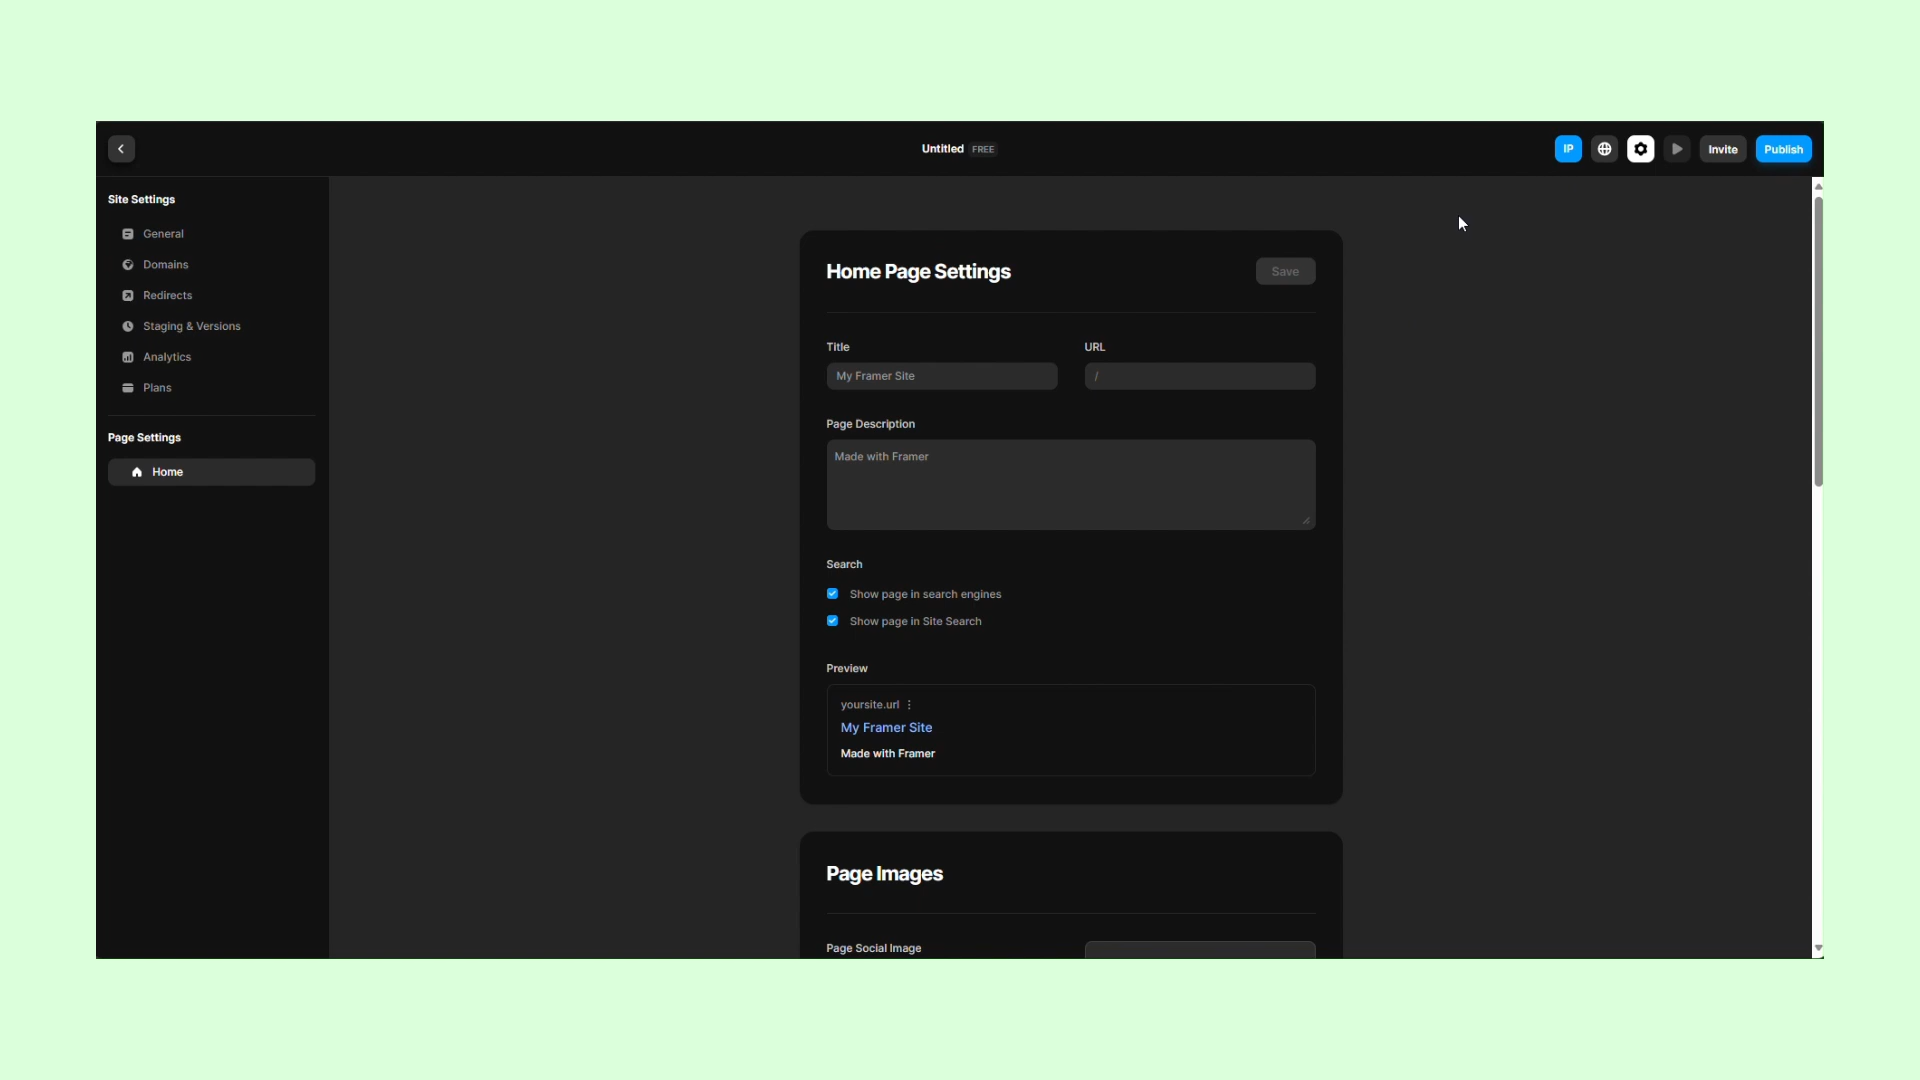 Untitled FREE
IP
Invite
Publish
Site Settings
General
Domains
Redirects
Staging & Versions
Analytics
Plans
Page Settings
Home
Home Page Settings
Save
Title
URL
My Framer Site
/
Page Description
Made with Framer
Search
Show page in search engines
Show page in Site Search
Preview
yoursite.url
My Framer Site
Made with Framer
Page Images
Page Social Image